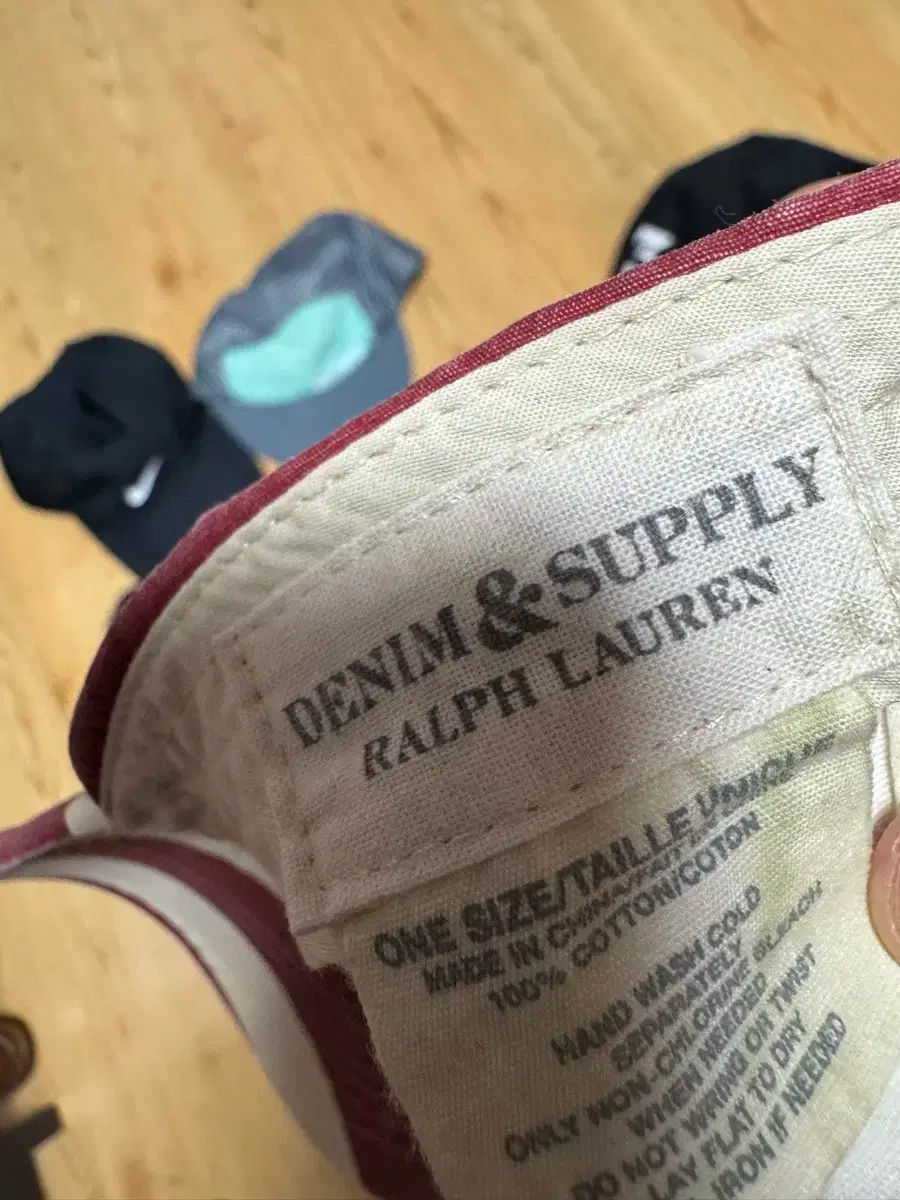 DENIM & SUPPLY
RALPH LAUREN
ONE SIZE/TAILLE UNIQUE
MADE IN CHINA/FAIT
100% COTTON/COTON
HAND WASH COLD
SEPARATELY
ONLY NON-CHLORINE BLEACH
WHEN NEEDED
DO NOT WRING OR TWIST
LAY FLAT TO DRY
IRON IF NEEDED